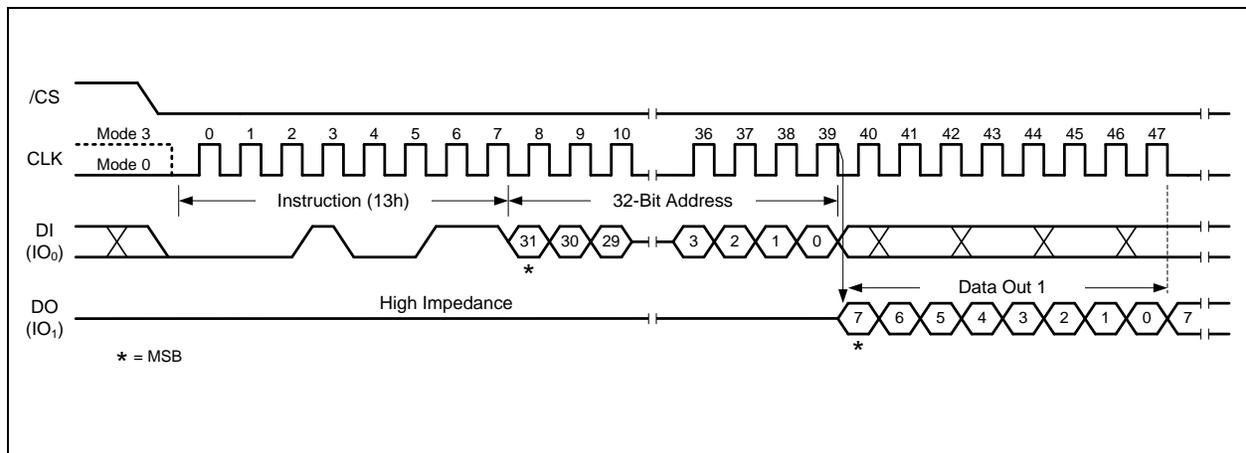 /CS
Mode 3
0 1 2 3 4 5 6 7 8 9 10 36 37 38 39 40 41 42 43 44 45 46 47
CLK
Mode 0
Instruction (13h) 32-Bit Address
DI
(IO₀)
31 30 29 3 2 1 0
*
Data Out 1
High Impedance
DO
(IO₁)
7 6 5 4 3 2 1 0 7
*
* = MSB